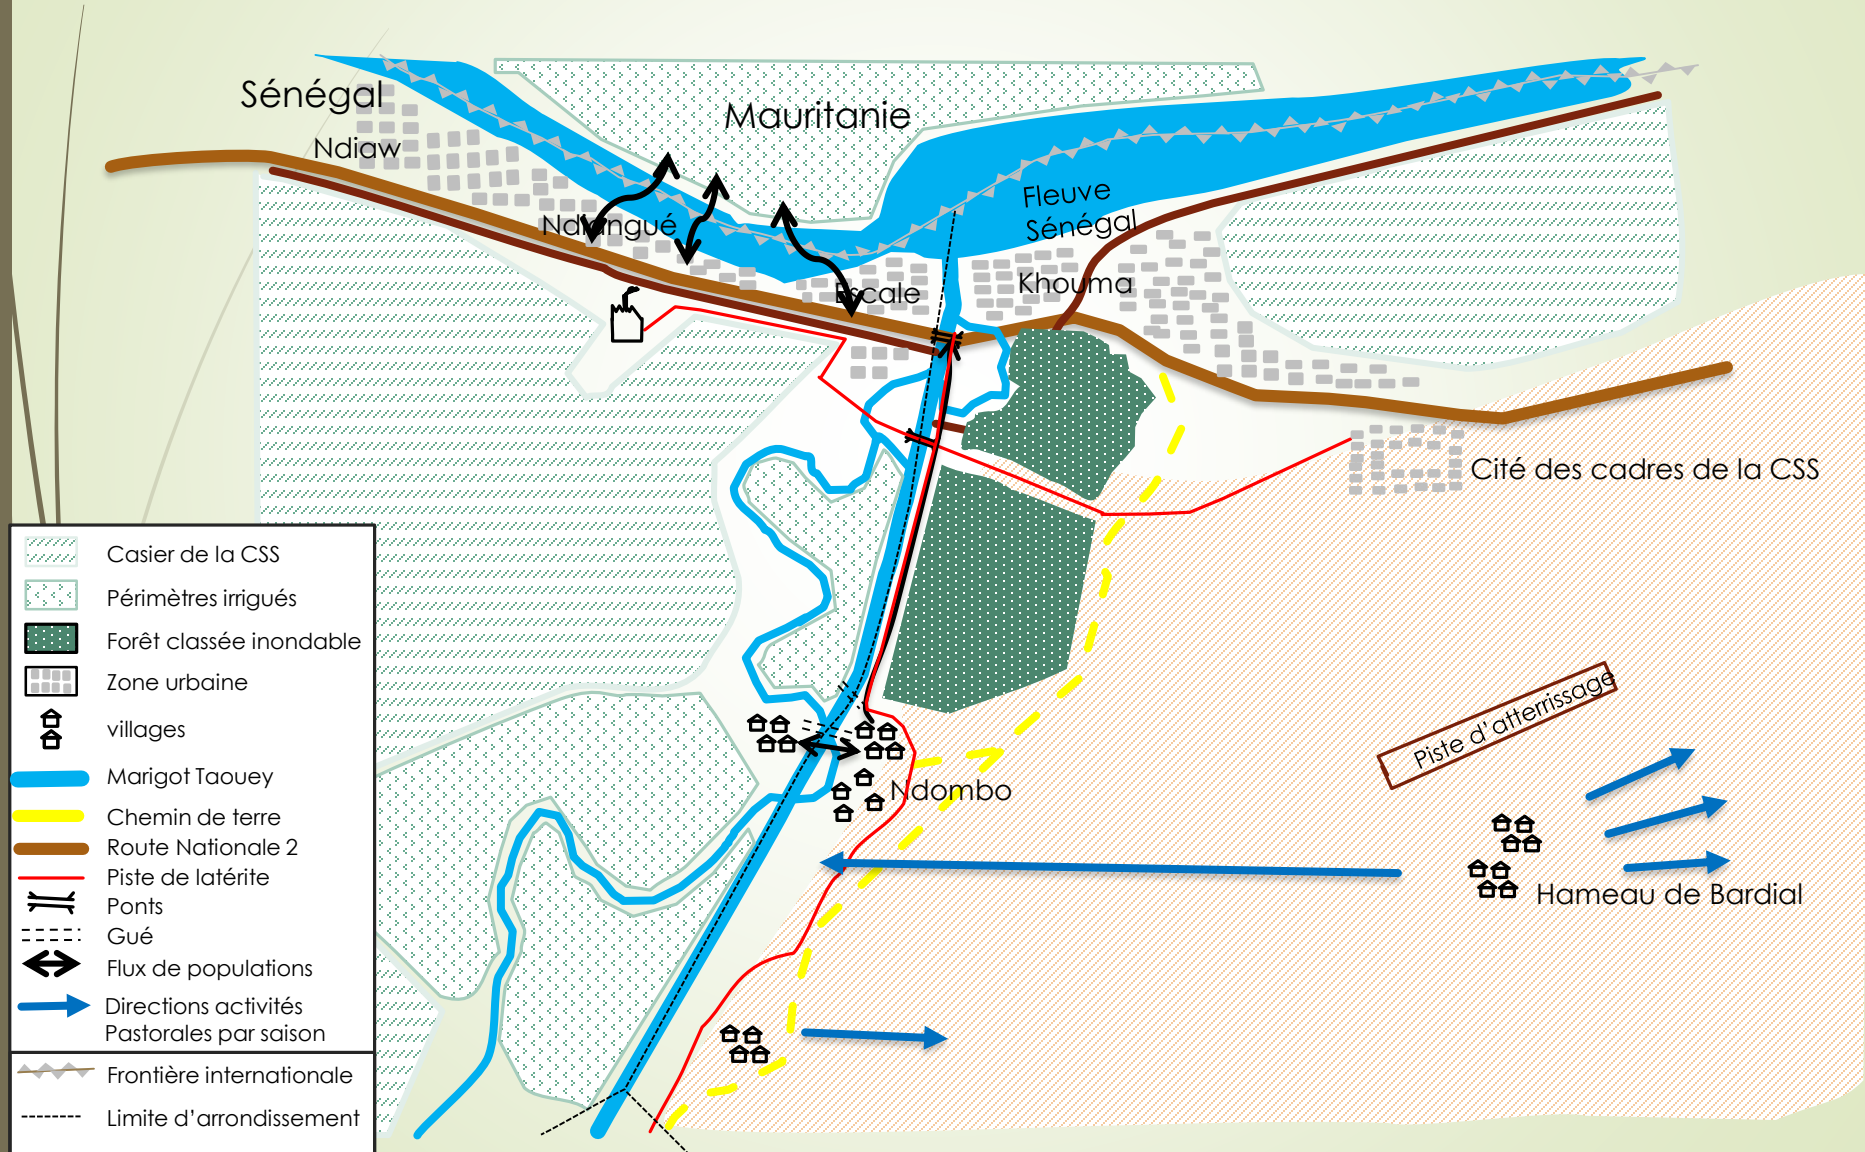 Sénégal
Mauritanie
Ndiaw
Fleuve
Sénégal
Ndiangué
Khouma
Escale
Cité des cadres de la CSS
Piste d'atterrissage
Ndombo
Hameau de Bardial
Casier de la CSS
Périmètres irrigués
Forêt classée inondable
Zone urbaine
villages
Marigot Taouey
Chemin de terre
Route Nationale 2
Piste de latérite
Ponts
Gué
Flux de populations
Directions activités
Pastorales par saison
Frontière internationale
Limite d'arrondissement